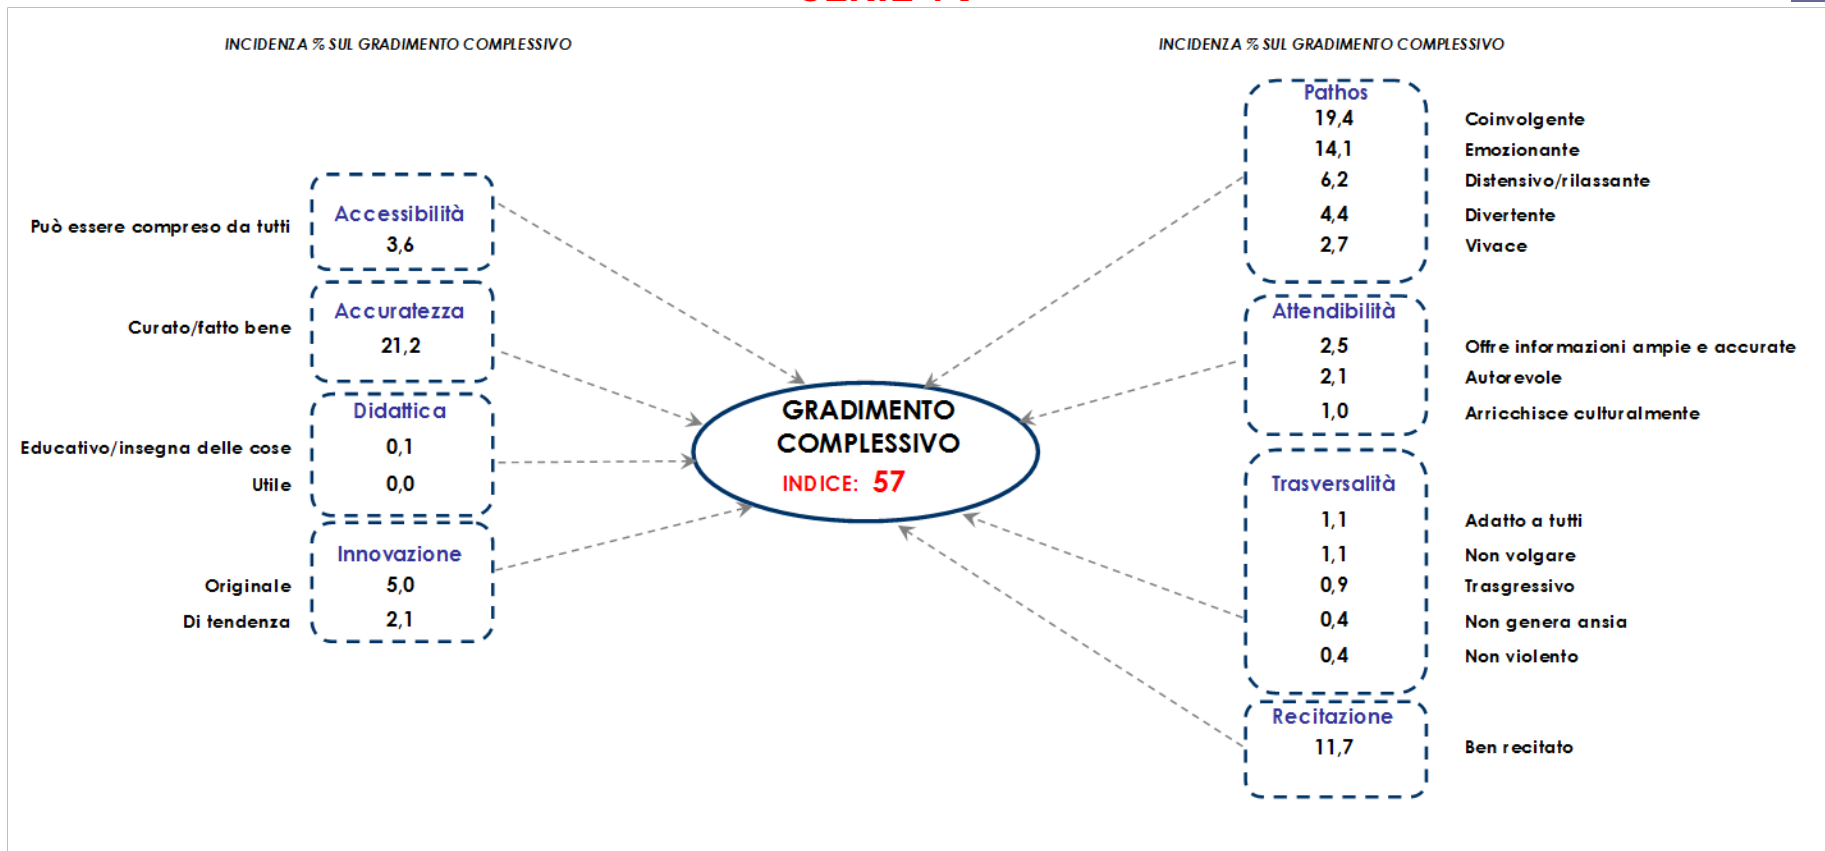 INCIDENZA % SUL GRADIMENTO COMPLESSIVO
Può essere compreso da tutti
Accessibilità
3,6
Curato/fatto bene
Accuratezza
21,2
Didattica
Educativo/insegna delle cose
0,1
Utile
0,0
Innovazione
Originale
5,0
Di tendenza
2,1
GRADIMENTO
COMPLESSIVO
INDICE: 57
INCIDENZA % SUL GRADIMENTO COMPLESSIVO
Pathos
19,4 Coinvolgente
14,1 Emozionante
6,2 Distensivo/rilassante
4,4 Divertente
2,7 Vivace
Attendibilità
2,5 Offre informazioni ampie e accurate
2,1 Autorevole
1,0 Arricchisce culturalmente
Trasversalità
1,1 Adatto a tutti
1,1 Non volgare
0,9 Trasgressivo
0,4 Non genera ansia
0,4 Non violento
Recitazione
11,7 Ben recitato